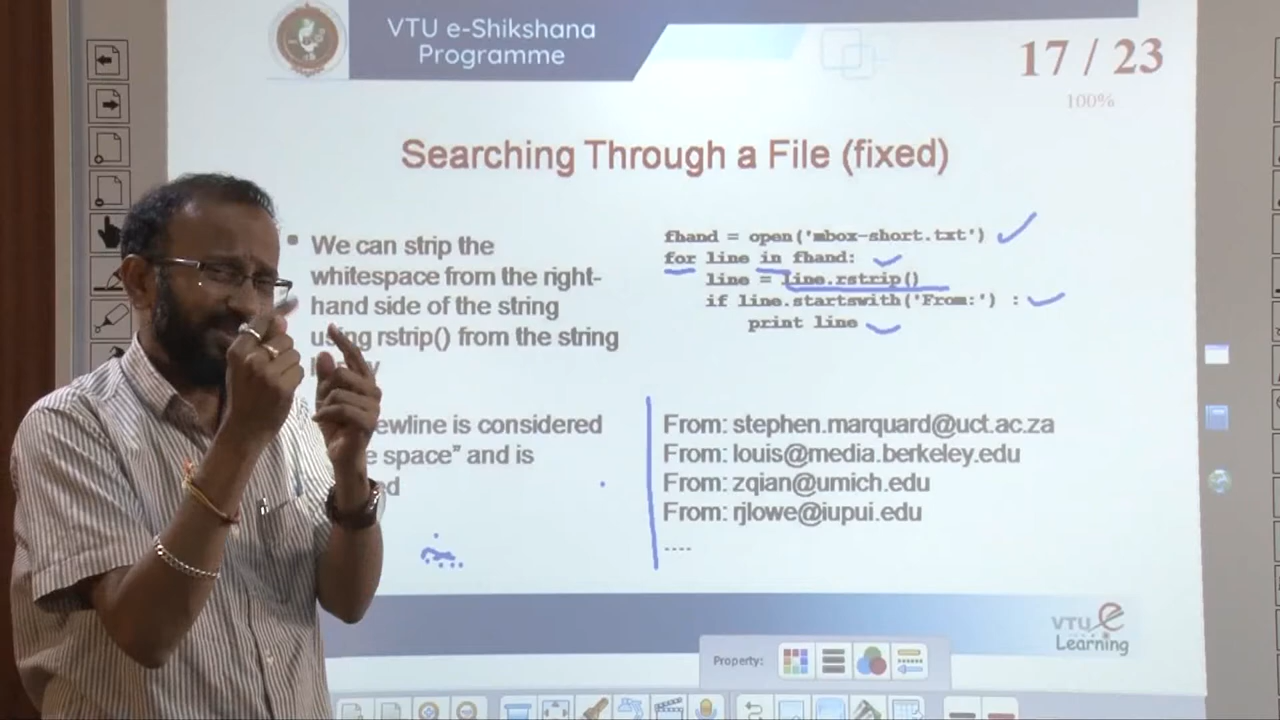 VTU e-Shikshana
Programme
17 / 23
100%
Searching Through a File (fixed)
We can strip the
whitespace from the right-
hand side of the string
using rstrip() from the string
ewline is considered
e space” and is
ed
fhand = open('mbox-short.txt')
for line in fhand:
line = line.rstrip()
if line.startswith('From:') :
print line
From: stephen.marquard@uct.ac.za
From: louis@media.berkeley.edu
From: zqian@umich.edu
From: rjlowe@iupui.edu
....
VTU e
Learning
Property: